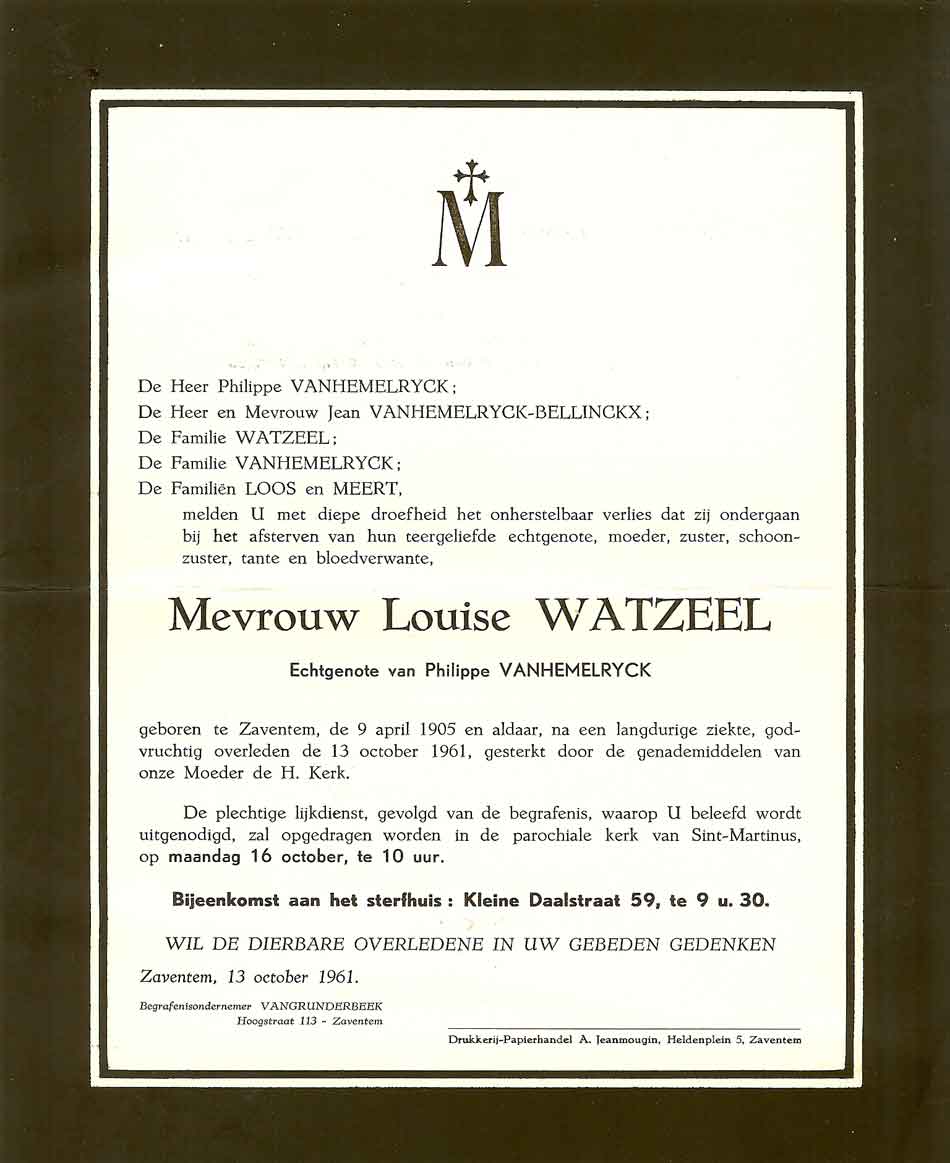 M
De Heer Philippe VANHEMELRYCK;
De Heer en Mevrouw Jean VANHEMELRYCK-BELLINCKX;
De Familie WATZEEL;
De Familie VANHEMELRYCK;
De Familiën LOOS en MEERT,
melden U met diepe droefheid het onherstelbaar verlies dat zij ondergaan
bij het afsterven van hun teergeliefde echtgenote, moeder, zuster, schoon-
zuster, tante en bloedverwante,
Mevrouw Louise WATZEEL
Echtgenote van Philippe VANHEMELRYCK
geboren te Zaventem, de 9 april 1905 en aldaar, na een langdurige ziekte, god-
vruchtig overleden de 13 october 1961, gesterkt door de genademiddelen van
onze Moeder de H. Kerk.
De plechtige lijkdienst, gevolgd van de begrafenis, waarop U beleefd wordt
uitgenodigd, zal opgedragen worden in de parochiale kerk van Sint-Martinus,
op maandag 16 october, te 10 uur.
Bijeenkomst aan het sterfhuis : Kleine Daalstraat 59, te 9 u. 30.
WIL DE DIERBARE OVERLEDENE IN UW GEBEDEN GEDENKEN
Zaventem, 13 october 1961.
Begrafenisondernemer VANGRUNDERBEEK
Hoogstraat 113 - Zaventem
Drukkerij-Papierhandel A. Jeanmougin, Heldenplein 5, Zaventem